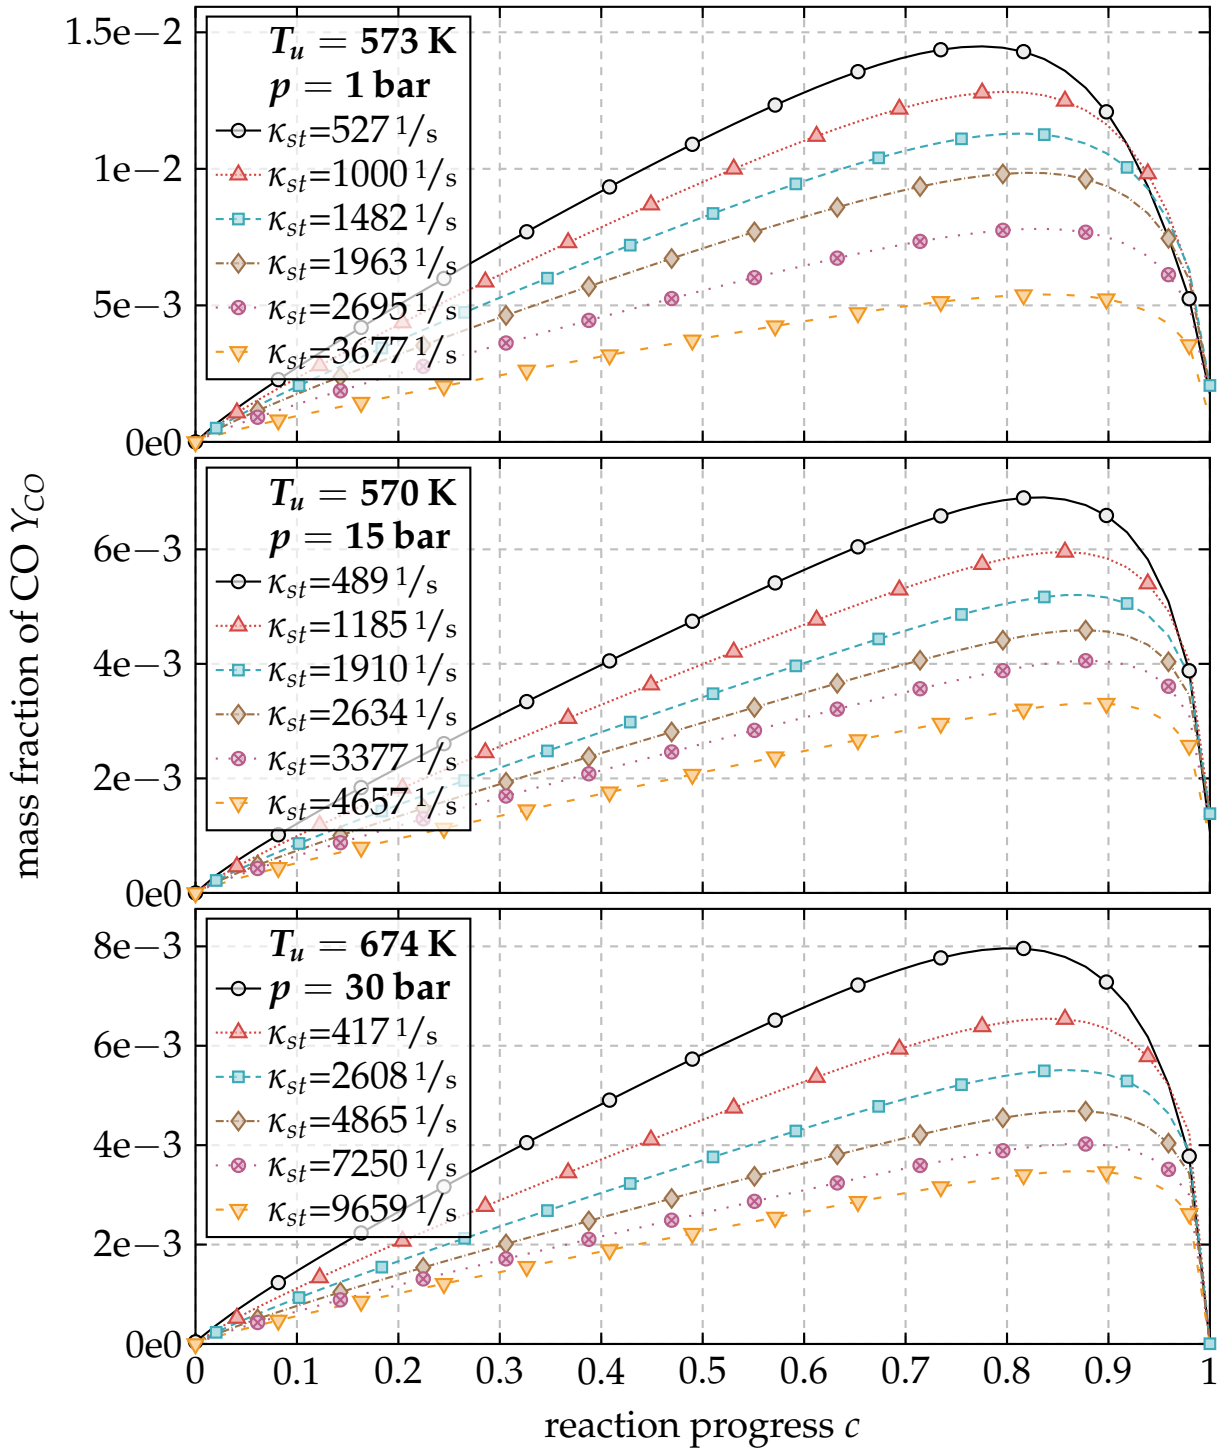 1.5e−2
1e−2
5e−3
0e0
T_u = 573 K
p = 1 bar
κ_st=527 1/s
κ_st=1000 1/s
κ_st=1482 1/s
κ_st=1963 1/s
κ_st=2695 1/s
κ_st=3677 1/s
mass fraction of CO Y_CO
6e−3
4e−3
2e−3
0e0
T_u = 570 K
p = 15 bar
κ_st=489 1/s
κ_st=1185 1/s
κ_st=1910 1/s
κ_st=2634 1/s
κ_st=3377 1/s
κ_st=4657 1/s
8e−3
6e−3
4e−3
2e−3
0e0
T_u = 674 K
p = 30 bar
κ_st=417 1/s
κ_st=2608 1/s
κ_st=4865 1/s
κ_st=7250 1/s
κ_st=9659 1/s
0 0.1 0.2 0.3 0.4 0.5 0.6 0.7 0.8 0.9 1
reaction progress c